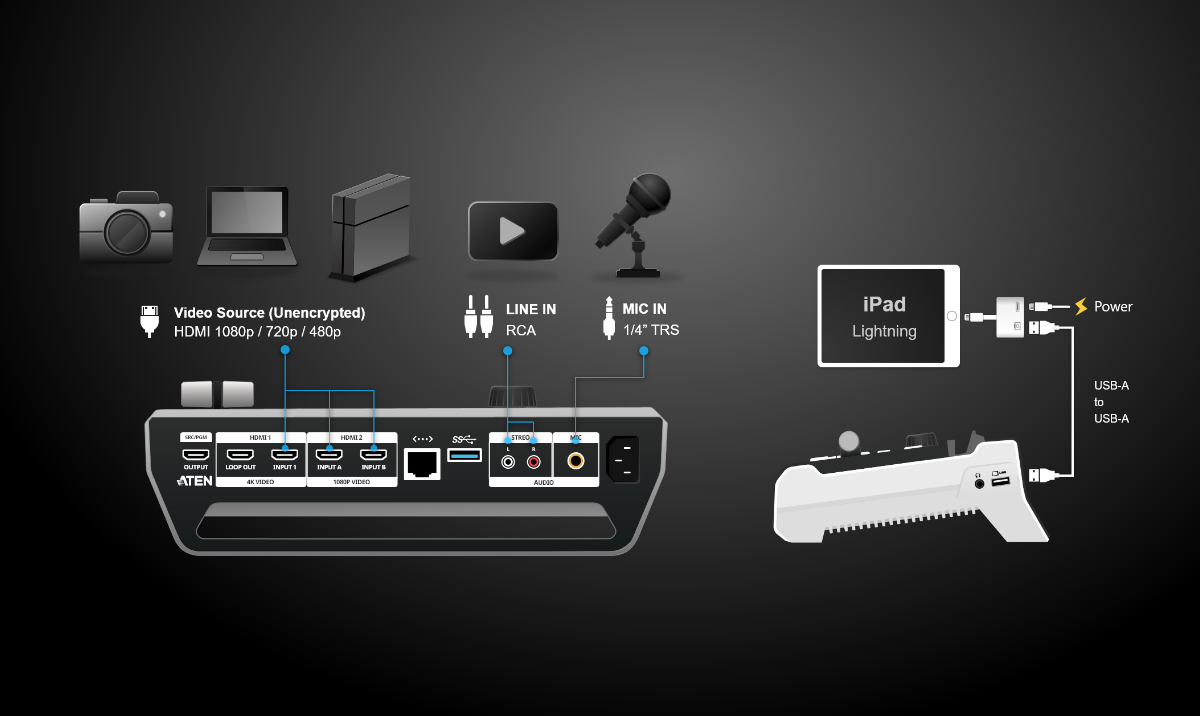 Video Source (Unencrypted)
HDMI 1080p / 720p / 480p
LINE IN
RCA
MIC IN
1/4” TRS
SRC/PGM
OUTPUT
ATEN
HDMI 1
LOOP OUT
INPUT 1
4K VIDEO
HDMI 2
INPUT A
INPUT B
1080P VIDEO
SS
STREO
L
R
MIC
AUDIO
iPad
Lightning
Power
USB-A
to
USB-A